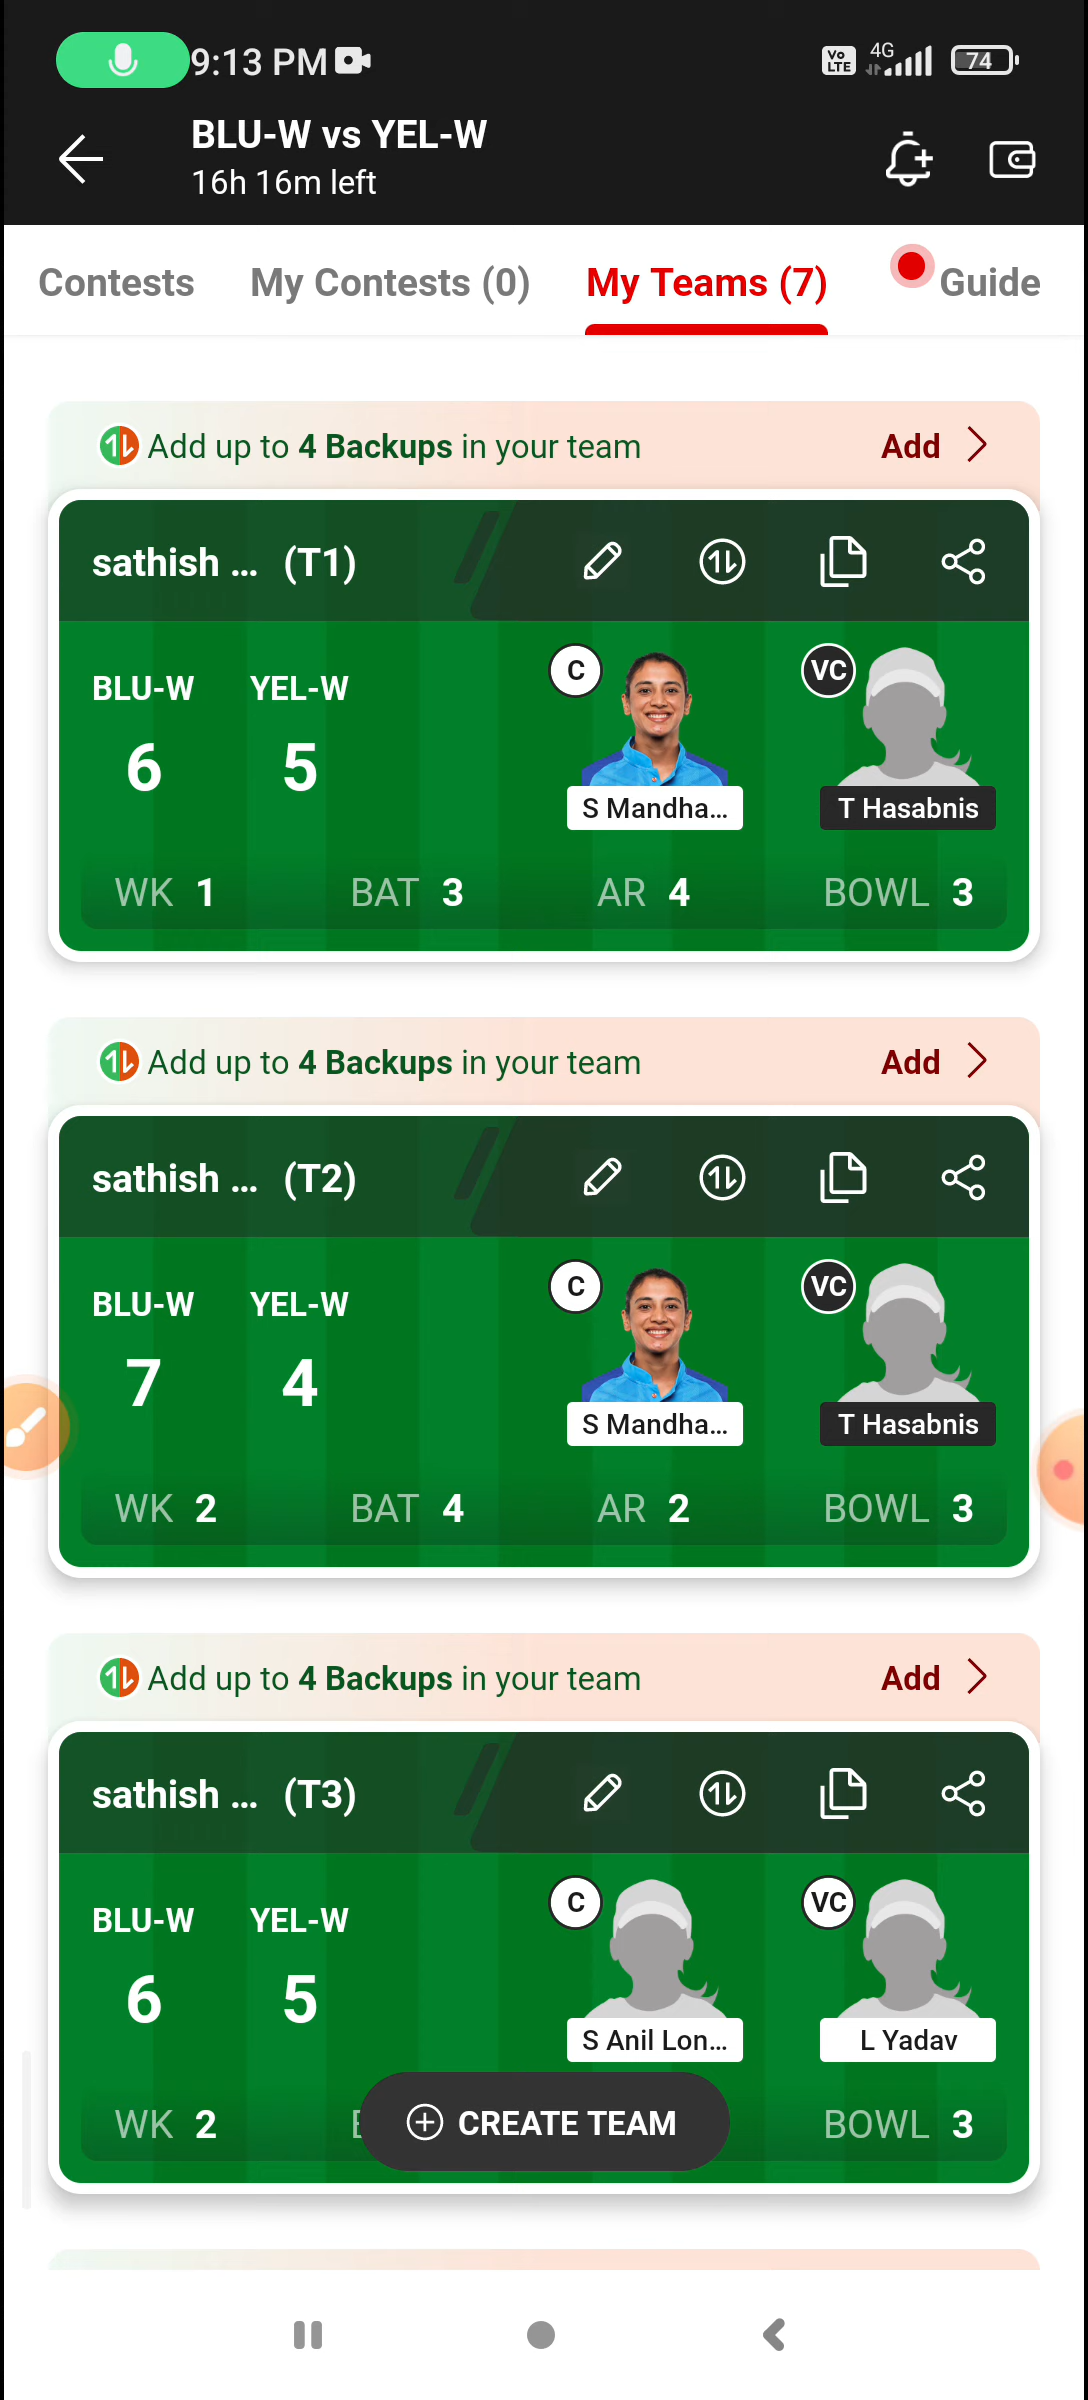 9:13 PM
Vo LTE 4G 74
BLU-W vs YEL-W
16h 16m left
Contests My Contests (0) My Teams (7) Guide
Add up to 4 Backups in your team Add
sathish ... (T1)
BLU-W YEL-W C VC
6 5
S Mandha... T Hasabnis
WK 1 BAT 3 AR 4 BOWL 3
Add up to 4 Backups in your team Add
sathish ... (T2)
BLU-W YEL-W C VC
7 4
S Mandha... T Hasabnis
WK 2 BAT 4 AR 2 BOWL 3
Add up to 4 Backups in your team Add
sathish ... (T3)
BLU-W YEL-W C VC
6 5
S Anil Lon... L Yadav
WK 2 BOWL 3
CREATE TEAM